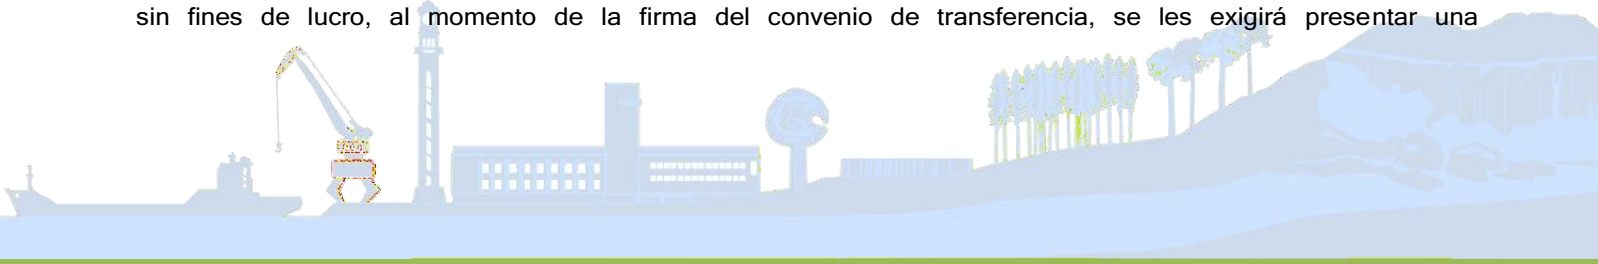 sin fines de lucro, al momento de la firma del convenio de transferencia, se les exigirá presentar una